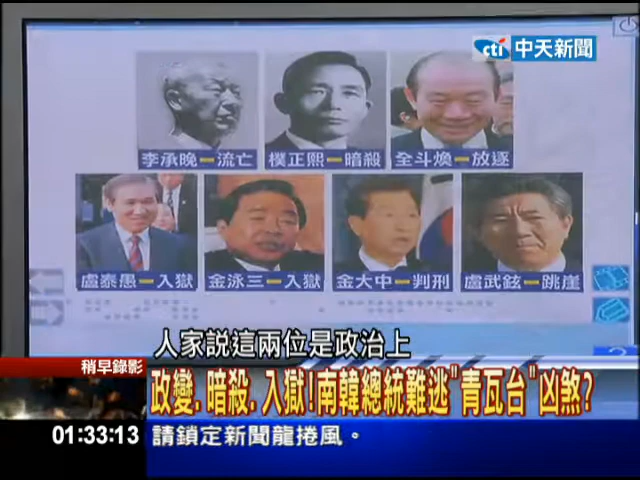 cti 中天新聞
李承晚━流亡
樸正熙━暗殺
全斗煥━放逐
盧泰愚━入獄
金泳三━入獄
金大中━判刑
盧武鉉━跳崖
人家說這兩位是政治上
稍早錄影
政變.暗殺.入獄!南韓總統難逃"青瓦台"凶煞?
01:33:13
請鎖定新聞龍捲風。